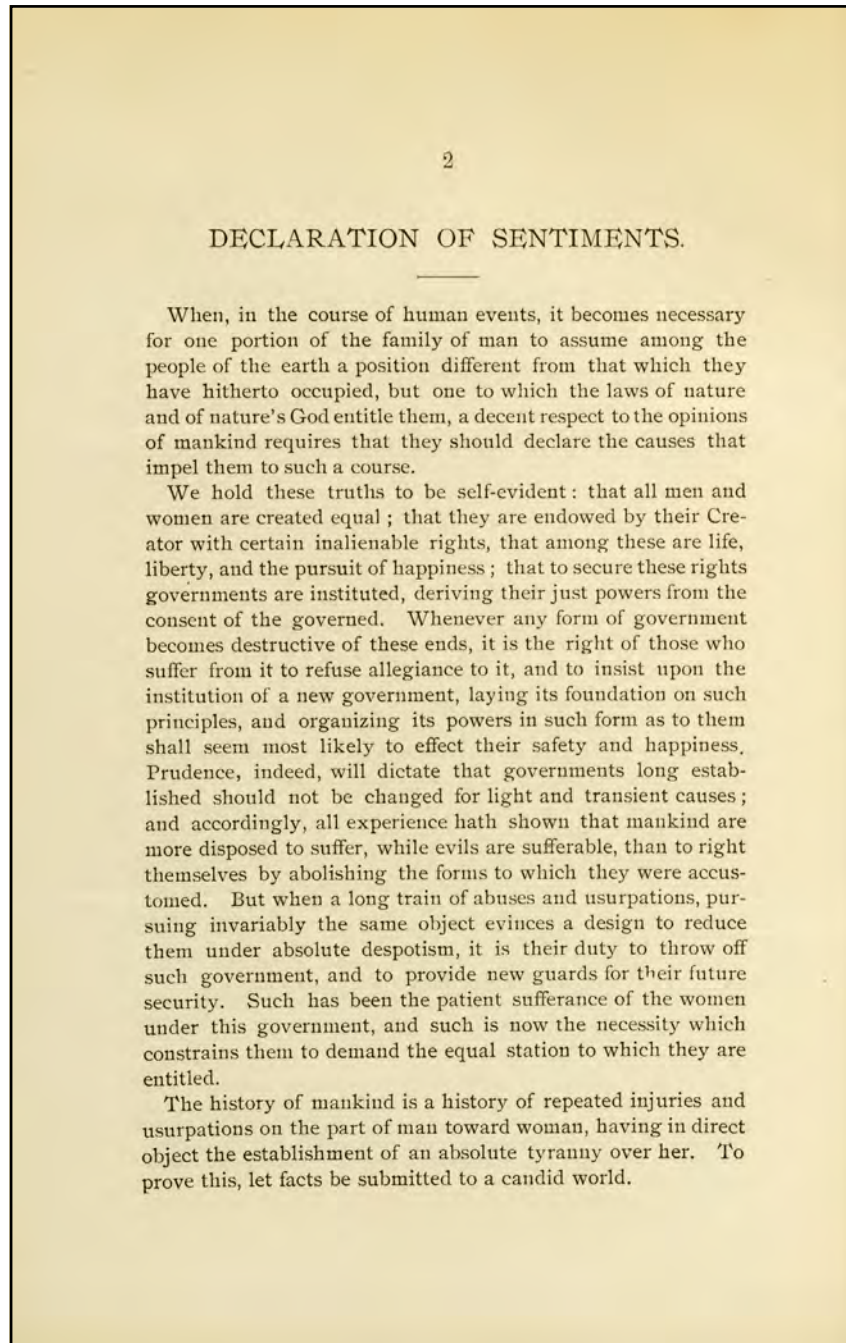 2
DECLARATION OF SENTIMENTS.
When, in the course of human events, it becomes necessary
for one portion of the family of man to assume among the
people of the earth a position different from that which they
have hitherto occupied, but one to which the laws of nature
and of nature's God entitle them, a decent respect to the opinions
of mankind requires that they should declare the causes that
impel them to such a course.
We hold these truths to be self-evident : that all men and
women are created equal ; that they are endowed by their Cre-
ator with certain inalienable rights, that among these are life,
liberty, and the pursuit of happiness ; that to secure these rights
governments are instituted, deriving their just powers from the
consent of the governed. Whenever any form of government
becomes destructive of these ends, it is the right of those who
suffer from it to refuse allegiance to it, and to insist upon the
institution of a new government, laying its foundation on such
principles, and organizing its powers in such form as to them
shall seem most likely to effect their safety and happiness.
Prudence, indeed, will dictate that governments long estab-
lished should not be changed for light and transient causes ;
and accordingly, all experience hath shown that mankind are
more disposed to suffer, while evils are sufferable, than to right
themselves by abolishing the forms to which they were accus-
tomed. But when a long train of abuses and usurpations, pur-
suing invariably the same object evinces a design to reduce
them under absolute despotism, it is their duty to throw off
such government, and to provide new guards for their future
security. Such has been the patient sufferance of the women
under this government, and such is now the necessity which
constrains them to demand the equal station to which they are
entitled.
The history of mankind is a history of repeated injuries and
usurpations on the part of man toward woman, having in direct
object the establishment of an absolute tyranny over her. To
prove this, let facts be submitted to a candid world.